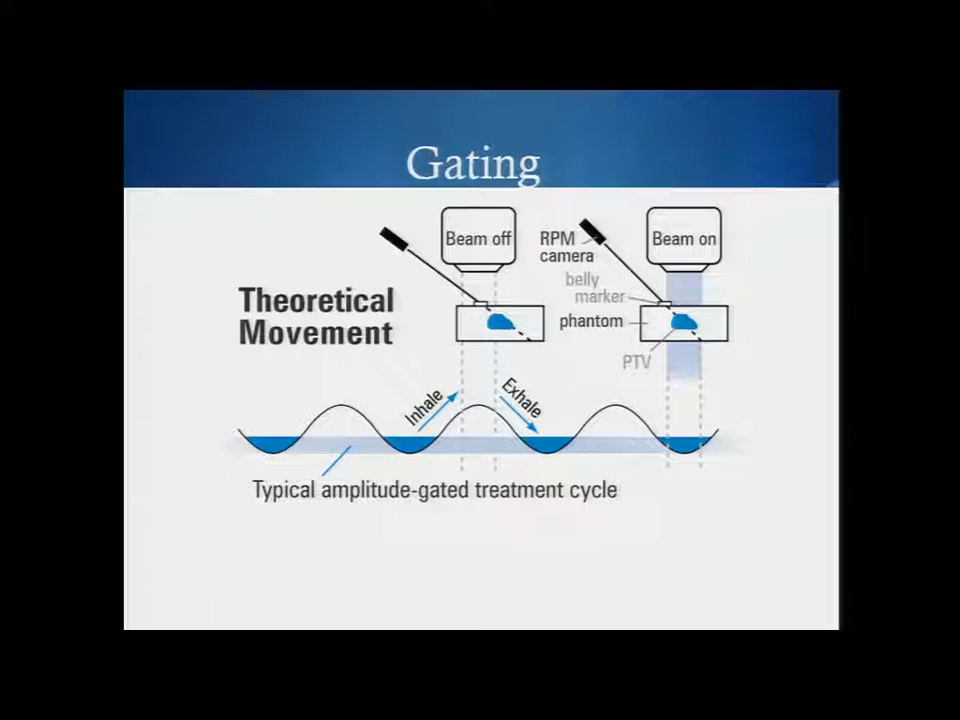 Gating
Beam off
RPM
camera
Beam on
belly
marker
Theoretical
Movement
phantom
PTV
Inhale
Exhale
Typical amplitude-gated treatment cycle